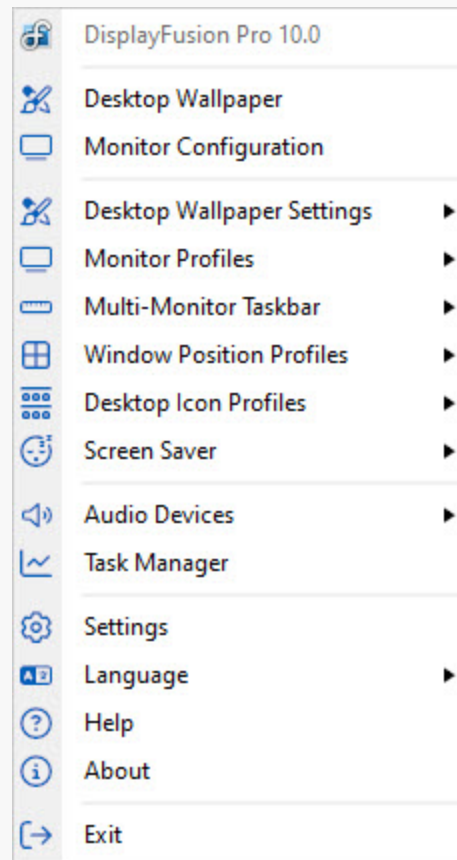 DisplayFusion Pro 10.0
Desktop Wallpaper
Monitor Configuration
Desktop Wallpaper Settings
Monitor Profiles
Multi-Monitor Taskbar
Window Position Profiles
Desktop Icon Profiles
Screen Saver
Audio Devices
Task Manager
Settings
Language
Help
About
Exit